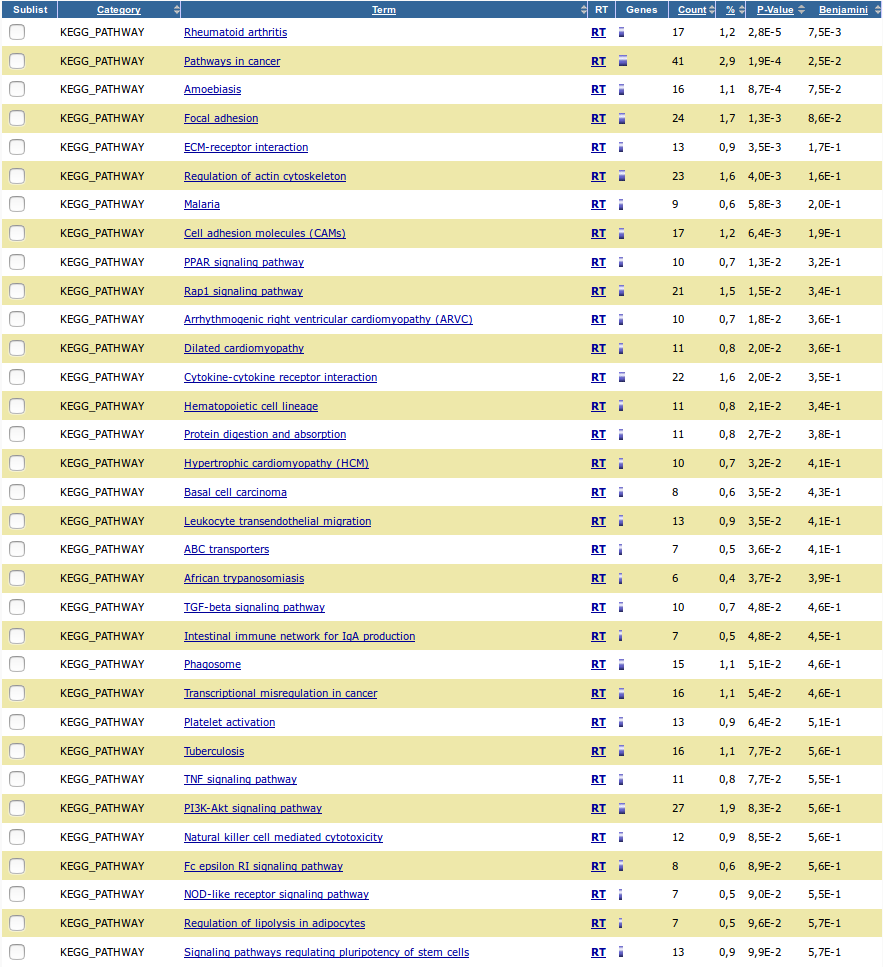 Sublist Category Term RT Genes Count % P-Value Benjamini
KEGG_PATHWAY Rheumatoid arthritis RT 17 1,2 2,8E-5 7,5E-3
KEGG_PATHWAY Pathways in cancer RT 41 2,9 1,9E-4 2,5E-2
KEGG_PATHWAY Amoebiasis RT 16 1,1 8,7E-4 7,5E-2
KEGG_PATHWAY Focal adhesion RT 24 1,7 1,3E-3 8,6E-2
KEGG_PATHWAY ECM-receptor interaction RT 13 0,9 3,5E-3 1,7E-1
KEGG_PATHWAY Regulation of actin cytoskeleton RT 23 1,6 4,0E-3 1,6E-1
KEGG_PATHWAY Malaria RT 9 0,6 5,8E-3 2,0E-1
KEGG_PATHWAY Cell adhesion molecules (CAMs) RT 17 1,2 6,4E-3 1,9E-1
KEGG_PATHWAY PPAR signaling pathway RT 10 0,7 1,3E-2 3,2E-1
KEGG_PATHWAY Rap1 signaling pathway RT 21 1,5 1,5E-2 3,4E-1
KEGG_PATHWAY Arrhythmogenic right ventricular cardiomyopathy (ARVC) RT 10 0,7 1,8E-2 3,6E-1
KEGG_PATHWAY Dilated cardiomyopathy RT 11 0,8 2,0E-2 3,6E-1
KEGG_PATHWAY Cytokine-cytokine receptor interaction RT 22 1,6 2,0E-2 3,5E-1
KEGG_PATHWAY Hematopoietic cell lineage RT 11 0,8 2,1E-2 3,4E-1
KEGG_PATHWAY Protein digestion and absorption RT 11 0,8 2,7E-2 3,8E-1
KEGG_PATHWAY Hypertrophic cardiomyopathy (HCM) RT 10 0,7 3,2E-2 4,1E-1
KEGG_PATHWAY Basal cell carcinoma RT 8 0,6 3,5E-2 4,3E-1
KEGG_PATHWAY Leukocyte transendothelial migration RT 13 0,9 3,5E-2 4,1E-1
KEGG_PATHWAY ABC transporters RT 7 0,5 3,6E-2 4,1E-1
KEGG_PATHWAY African trypanosomiasis RT 6 0,4 3,7E-2 3,9E-1
KEGG_PATHWAY TGF-beta signaling pathway RT 10 0,7 4,8E-2 4,6E-1
KEGG_PATHWAY Intestinal immune network for IgA production RT 7 0,5 4,8E-2 4,5E-1
KEGG_PATHWAY Phagosome RT 15 1,1 5,1E-2 4,6E-1
KEGG_PATHWAY Transcriptional misregulation in cancer RT 16 1,1 5,4E-2 4,6E-1
KEGG_PATHWAY Platelet activation RT 13 0,9 6,4E-2 5,1E-1
KEGG_PATHWAY Tuberculosis RT 16 1,1 7,7E-2 5,6E-1
KEGG_PATHWAY TNF signaling pathway RT 11 0,8 7,7E-2 5,5E-1
KEGG_PATHWAY PI3K-Akt signaling pathway RT 27 1,9 8,3E-2 5,6E-1
KEGG_PATHWAY Natural killer cell mediated cytotoxicity RT 12 0,9 8,5E-2 5,6E-1
KEGG_PATHWAY Fc epsilon RI signaling pathway RT 8 0,6 8,9E-2 5,6E-1
KEGG_PATHWAY NOD-like receptor signaling pathway RT 7 0,5 9,0E-2 5,5E-1
KEGG_PATHWAY Regulation of lipolysis in adipocytes RT 7 0,5 9,6E-2 5,7E-1
KEGG_PATHWAY Signaling pathways regulating pluripotency of stem cells RT 13 0,9 9,9E-2 5,7E-1